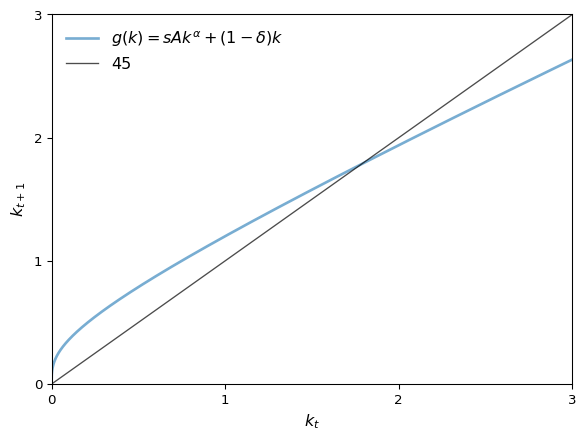 g(k) = sAk^α + (1 − δ)k
45
k_{t+1}
3
2
1
0
0 1 2 3
k_t